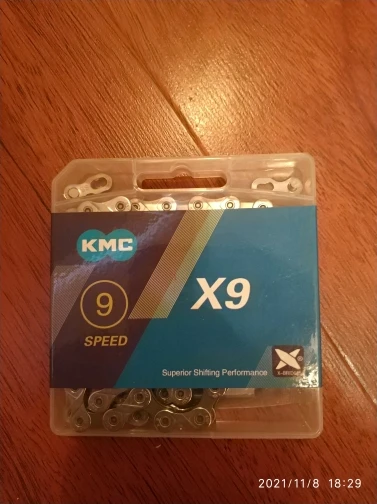 KMC
X9
9
SPEED
Superior Shifting Performance
X-BRIDGE
2021/11/8 18:29